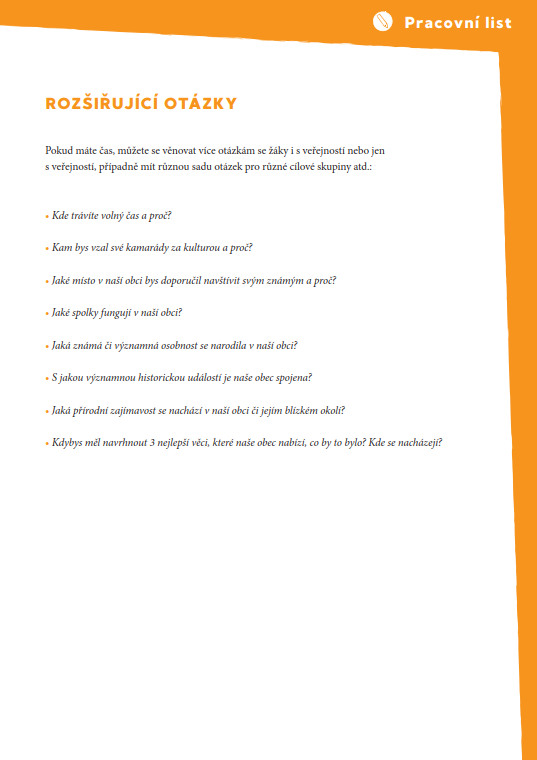 Pracovní list
ROZŠIŘUJÍCÍ OTÁZKY
Pokud máte čas, můžete se věnovat více otázkám se žáky i s veřejností nebo jen
s veřejností, případně mít různou sadu otázek pro různé cílové skupiny atd.:
• Kde trávíte volný čas a proč?
• Kam bys vzal své kamarády za kulturou a proč?
• Jaké místo v naší obci bys doporučil navštívit svým známým a proč?
• Jaké spolky fungují v naší obci?
• Jaká známá či významná osobnost se narodila v naší obci?
• S jakou významnou historickou událostí je naše obec spojena?
• Jaká přírodní zajímavost se nachází v naší obci či jejím blízkém okolí?
• Kdybys měl navrhnout 3 nejlepší věci, které naše obec nabízí, co by to bylo? Kde se nacházejí?